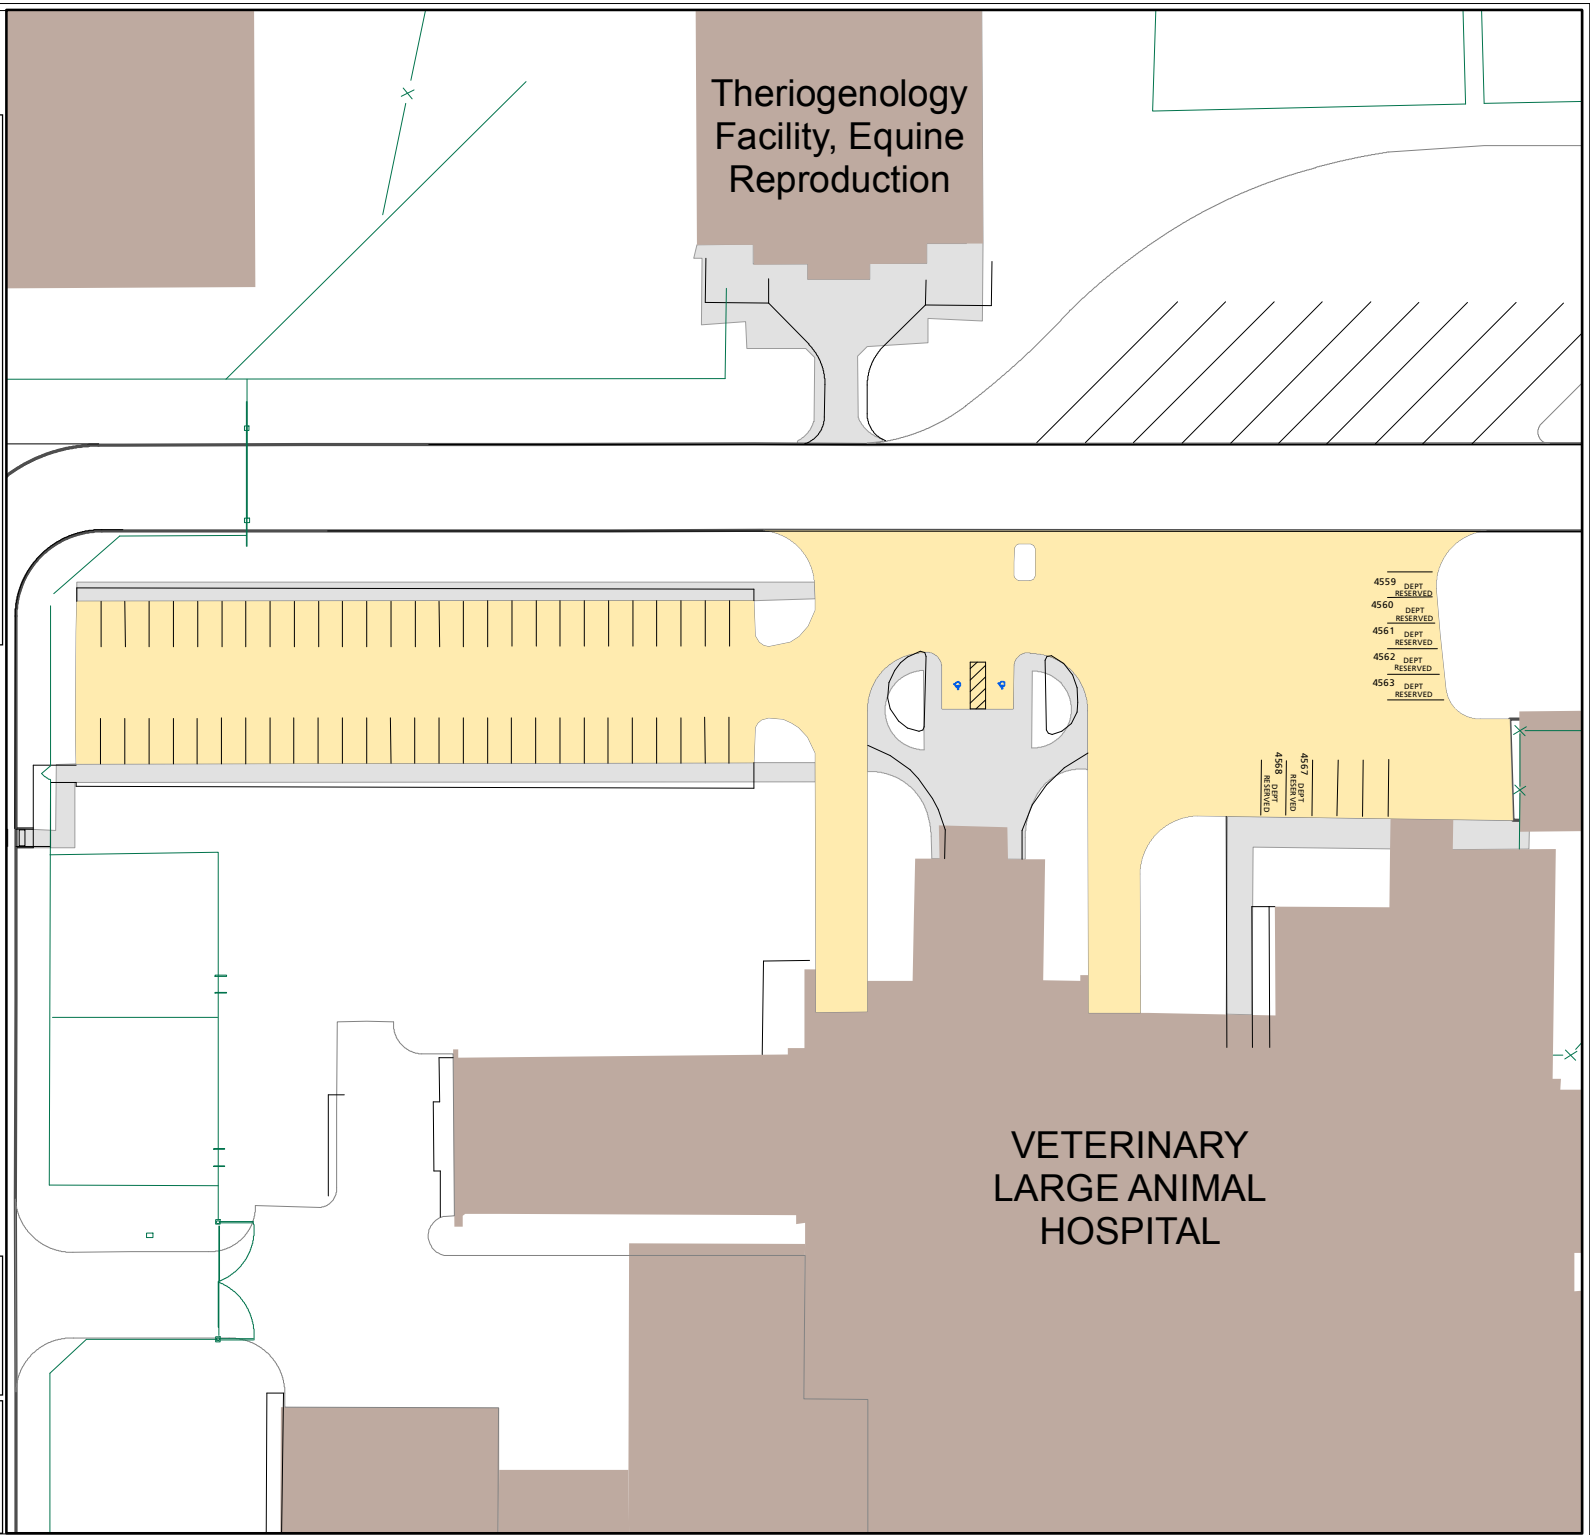 Theriogenology
Facility, Equine
Reproduction
4559 DEPT
RESERVED
4560 DEPT
RESERVED
4561 DEPT
RESERVED
4562 DEPT
RESERVED
4563 DEPT
RESERVED
4568 DEPT
RESERVED
4567 DEPT
RESERVED
VETERINARY
LARGE ANIMAL
HOSPITAL